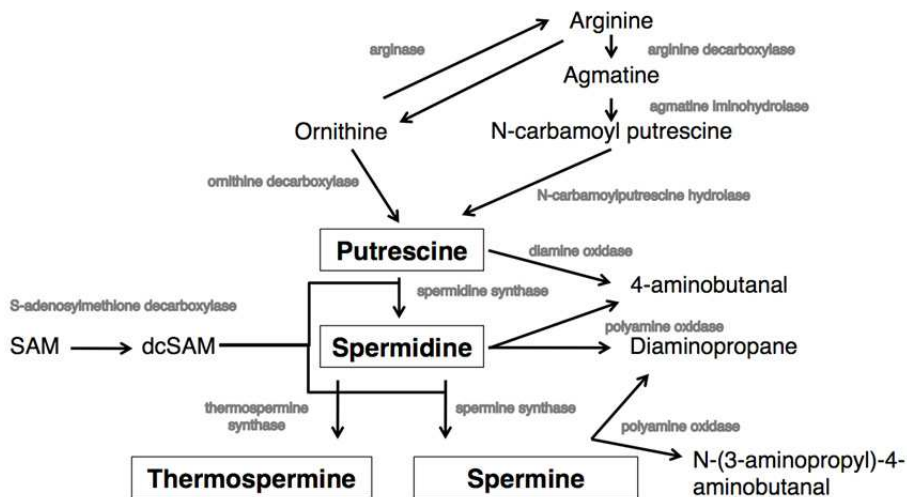 Arginine
arginase
arginine decarboxylase
Agmatine
agmatine iminohydrolase
Ornithine
N-carbamoyl putrescine
ornithine decarboxylase
N-carbamoylputrescine hydrolase
Putrescine
diamine oxidase
4-aminobutanal
S-adenosylmethione decarboxylase
spermidine synthase
polyamine oxidase
SAM
dcSAM
Spermidine
Diaminopropane
thermospermine
synthase
spermine synthase
polyamine oxidase
Thermospermine
Spermine
N-(3-aminopropyl)-4-
aminobutanal